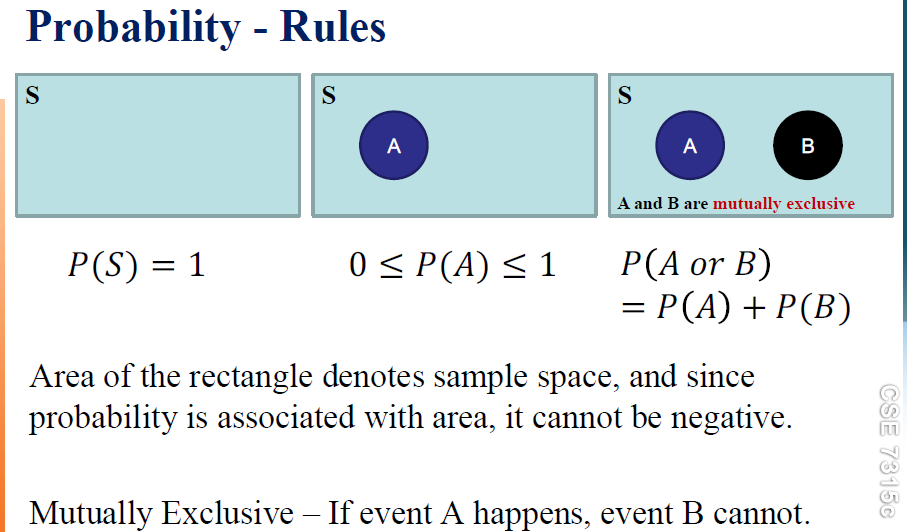 Probability - Rules
S
S
A
S
A
B
A and B are mutually exclusive
P(S) = 1
0 ≤ P(A) ≤ 1
P(A or B)
= P(A) + P(B)
Area of the rectangle denotes sample space, and since
probability is associated with area, it cannot be negative.
Mutually Exclusive – If event A happens, event B cannot.
CSE 7315c